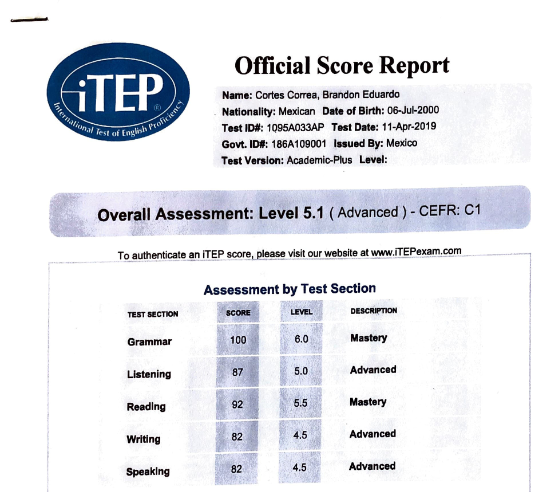 iTEP®
International Test of English Proficiency
Official Score Report
Name: Cortes Correa, Brandon Eduardo
Nationality: Mexican Date of Birth: 06-Jul-2000
Test ID#: 1095A033AP Test Date: 11-Apr-2019
Govt. ID#: 186A109001 Issued By: Mexico
Test Version: Academic-Plus Level:
Overall Assessment: Level 5.1 ( Advanced ) - CEFR: C1
To authenticate an iTEP score, please visit our website at www.iTEPexam.com
Assessment by Test Section
TEST SECTION SCORE LEVEL DESCRIPTION
Grammar 100 6.0 Mastery
Listening 87 5.0 Advanced
Reading 92 5.5 Mastery
Writing 82 4.5 Advanced
Speaking 82 4.5 Advanced